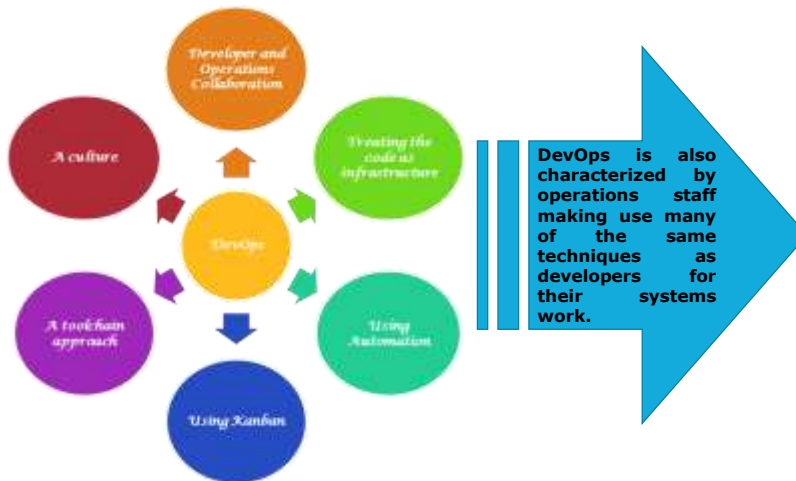 Developer and
Operations
Collaboration
Treating the
code as
infrastructure
Using
Automation
Using Kanban
A toolchain
approach
A culture
DevOps
DevOps is also
characterized by
operations staff
making use many
of the same
techniques as
developers for
their systems
work.